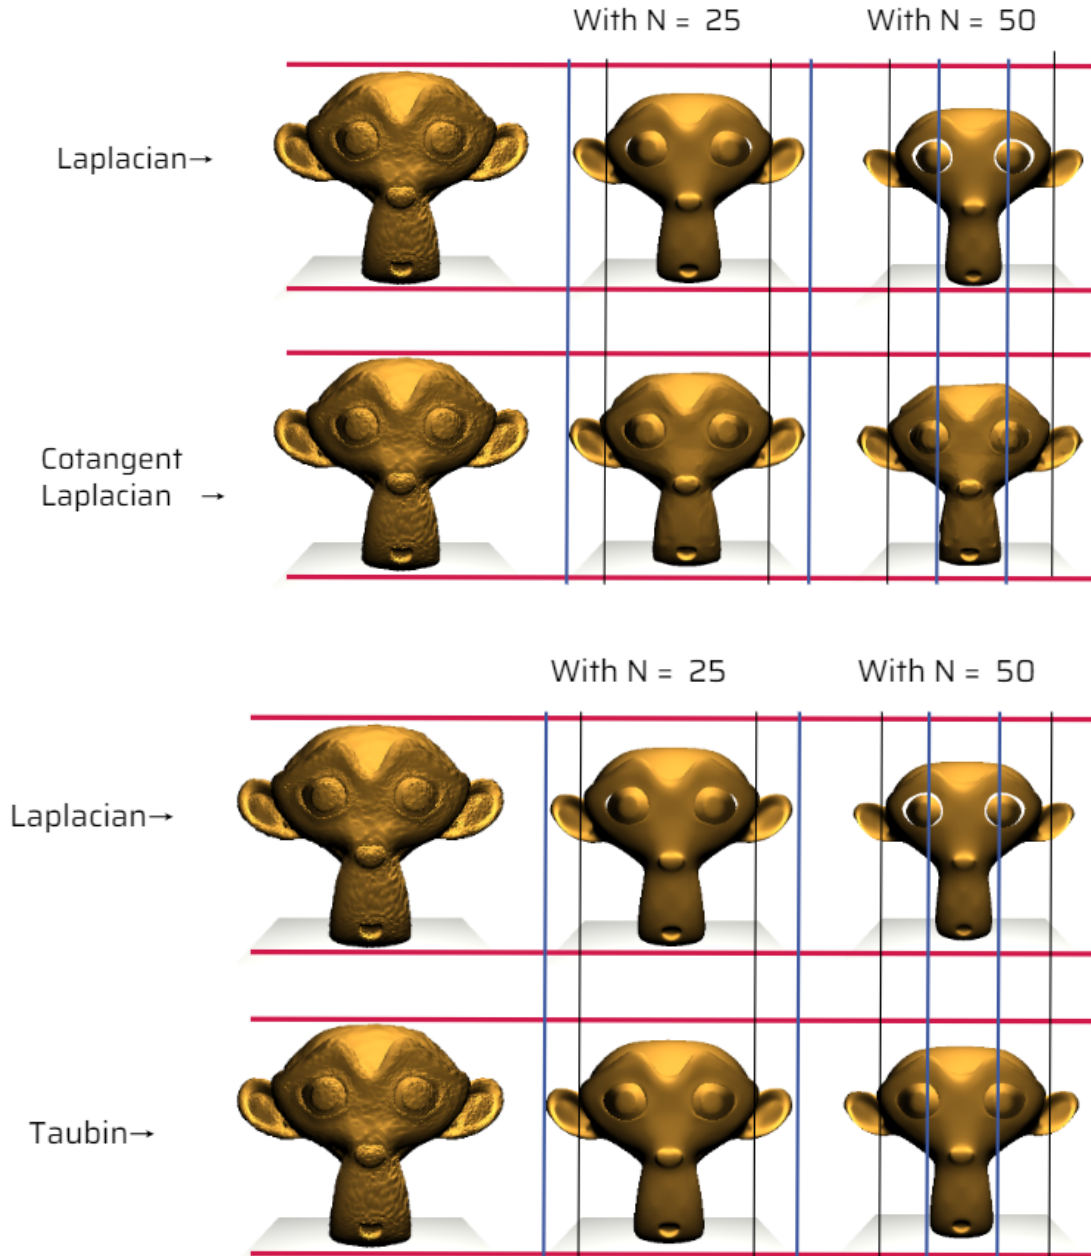 With N = 25 With N = 50
Laplacian→
Cotangent
Laplacian →
With N = 25 With N = 50
Laplacian→
Taubin→